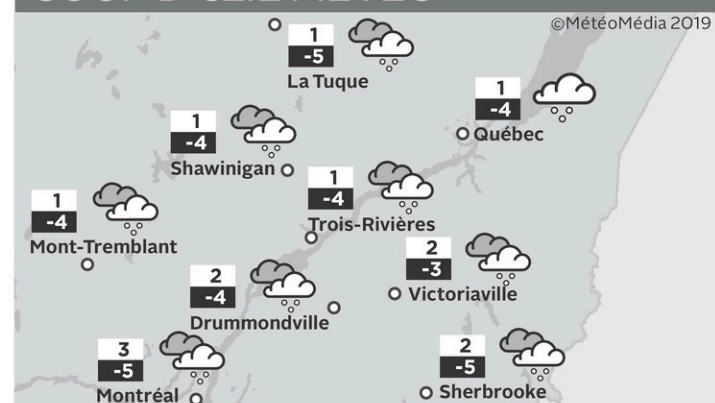 ©MétéoMédia 2019
1
-5
La Tuque
1
-4
Québec
1
-4
Shawinigan
1
-4
Trois-Rivières
1
-4
Mont-Tremblant
2
-3
Victoriaville
2
-4
Drummondville
3
-5
Montréal
2
-5
Sherbrooke